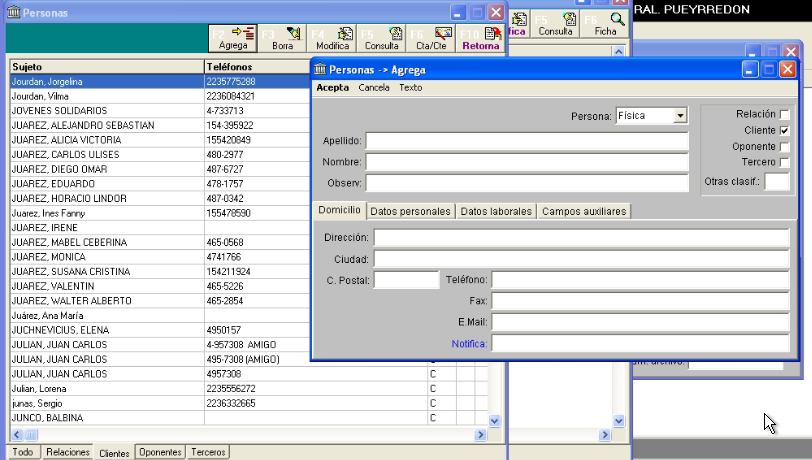 Personas
RAL. PUEYRREDON
F2
Agrega
F3
Borra
F4
Modifica
F5
Consulta
F6
Cta/Cte
F10
Retorna
fica
F5
Consulta
F6
Ficha
Sujeto Teléfonos
Jourdan, Jorgelina 2235775288
Jourdan, Vilma 2236084321
JOVENES SOLIDARIOS 4-733713
JUAREZ, ALEJANDRO SEBASTIAN 154-395922
JUAREZ, ALICIA VICTORIA 155420849
JUAREZ, CARLOS ULISES 480-2977
JUAREZ, DIEGO OMAR 487-6727
JUAREZ, EDUARDO 478-1757
JUAREZ, HORACIO LINDOR 487-0342
Juarez, Ines Fanny 155478590
JUAREZ, IRENE
JUAREZ, MABEL CEBERINA 465-0568
JUAREZ, MONICA 4741766
JUAREZ, SUSANA CRISTINA 154211924
JUAREZ, VALENTIN 465-5226
JUAREZ, WALTER ALBERTO 465-2854
Juárez, Ana María
JUCHNEVICIUS, ELENA 4950157
JULIAN, JUAN CARLOS 4-957308 AMIGO
JULIAN, JUAN CARLOS 495-7308 (AMIGO) C
JULIAN, JUAN CARLOS 4957308 C
Julian, Lorena 2235556272 C
junas, Sergio 2236332665 C
JUNCO, BALBINA C
Todo Relaciones Clientes Oponentes Terceros
Personas -> Agrega
Acepta Cancela Texto
Persona: Física
Relación
Cliente
Oponente
Tercero
Otras clasif.:
Apellido:
Nombre:
Observ:
Domicilio Datos personales Datos laborales Campos auxiliares
Dirección:
Ciudad:
C. Postal: Teléfono:
Fax:
E.Mail:
Notifica:
archivo: